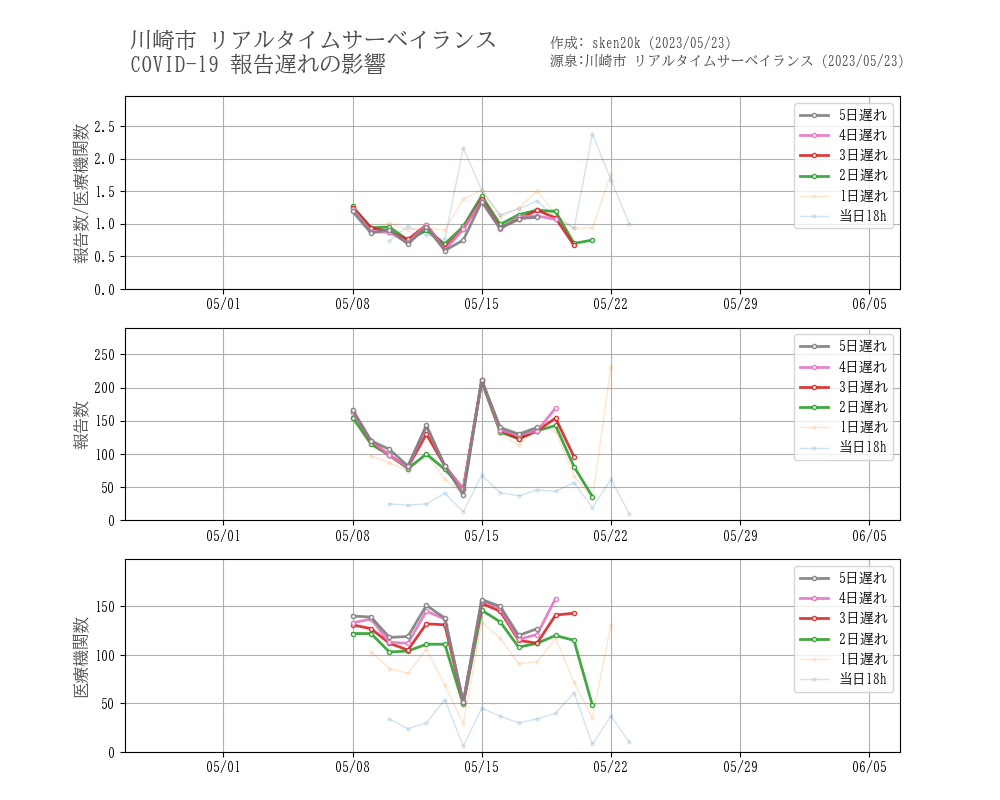 川崎市 リアルタイムサーベイランス
COVID-19 報告遅れの影響
作成: sken20k (2023/05/23)
源泉:川崎市 リアルタイムサーベイランス (2023/05/23)
報告数/医療機関数
2.5
2.0
1.5
1.0
0.5
0.0
5日遅れ
4日遅れ
3日遅れ
2日遅れ
1日遅れ
当日18h
05/01 05/08 05/15 05/22 05/29 06/05
報告数
250
200
150
100
50
0
5日遅れ
4日遅れ
3日遅れ
2日遅れ
1日遅れ
当日18h
05/01 05/08 05/15 05/22 05/29 06/05
医療機関数
150
100
50
0
5日遅れ
4日遅れ
3日遅れ
2日遅れ
1日遅れ
当日18h
05/01 05/08 05/15 05/22 05/29 06/05